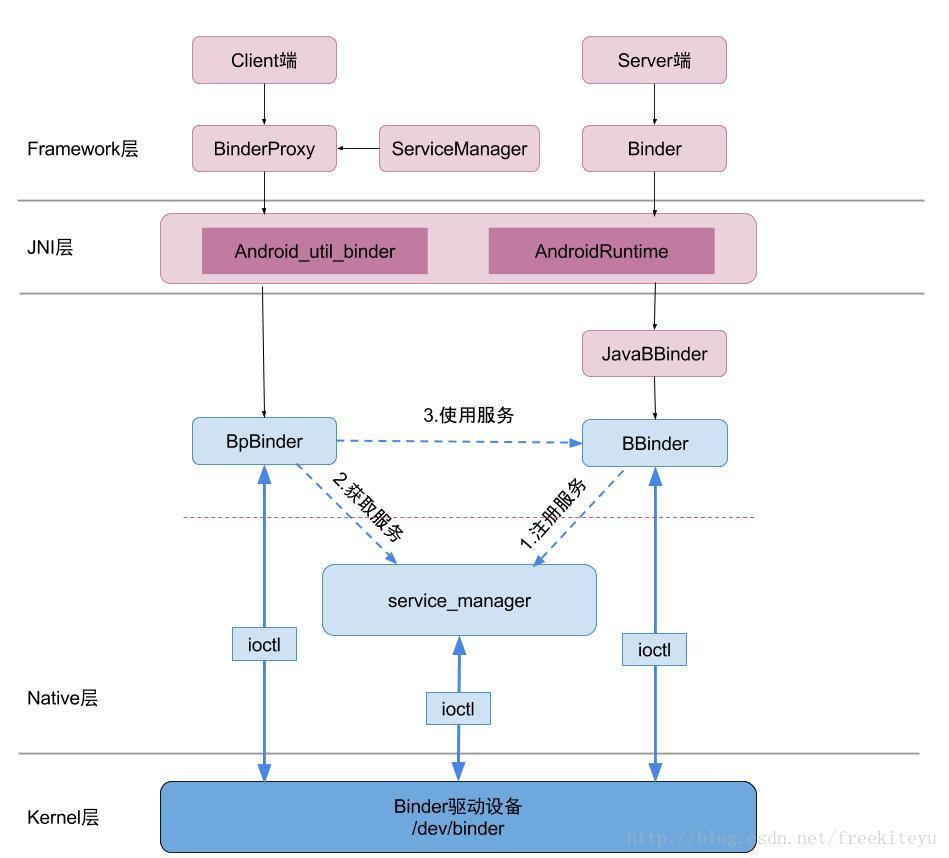 Client端
Server端
Framework层
BinderProxy
ServiceManager
Binder
JNI层
Android_util_binder
AndroidRuntime
JavaBBinder
BpBinder
3.使用服务
BBinder
2.获取服务
1.注册服务
service_manager
ioctl
ioctl
ioctl
Native层
Kernel层
Binder驱动设备
/dev/binder
http://blog.csdn.net/freekiteyu